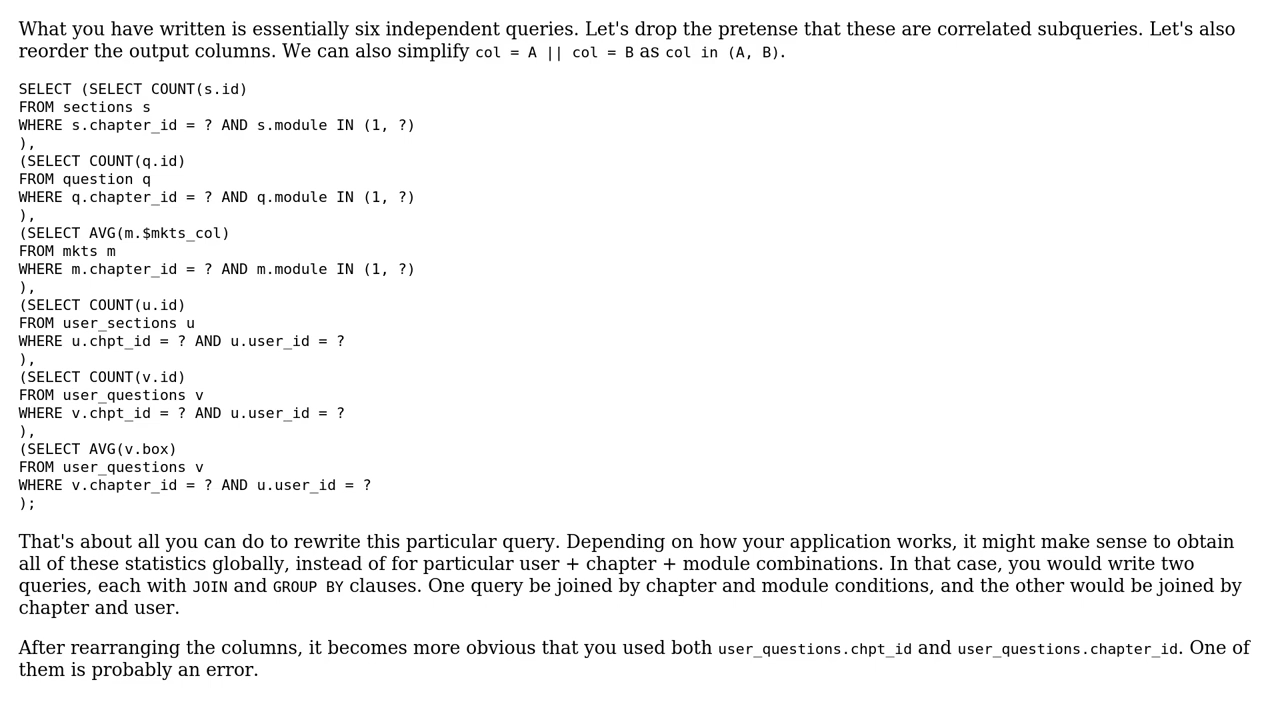 What you have written is essentially six independent queries. Let's drop the pretense that these are correlated subqueries. Let's also
reorder the output columns. We can also simplify col = A || col = B as col in (A, B).
SELECT (SELECT COUNT(s.id)
FROM sections s
WHERE s.chapter_id = ? AND s.module IN (1, ?)
),
(SELECT COUNT(q.id)
FROM question q
WHERE q.chapter_id = ? AND q.module IN (1, ?)
),
(SELECT AVG(m.$mkts_col)
FROM mkts m
WHERE m.chapter_id = ? AND m.module IN (1, ?)
),
(SELECT COUNT(u.id)
FROM user_sections u
WHERE u.chpt_id = ? AND u.user_id = ?
),
(SELECT COUNT(v.id)
FROM user_questions v
WHERE v.chpt_id = ? AND u.user_id = ?
),
(SELECT AVG(v.box)
FROM user_questions v
WHERE v.chapter_id = ? AND u.user_id = ?
);
That's about all you can do to rewrite this particular query. Depending on how your application works, it might make sense to obtain
all of these statistics globally, instead of for particular user + chapter + module combinations. In that case, you would write two
queries, each with JOIN and GROUP BY clauses. One query be joined by chapter and module conditions, and the other would be joined by
chapter and user.
After rearranging the columns, it becomes more obvious that you used both user_questions.chpt_id and user_questions.chapter_id. One of
them is probably an error.